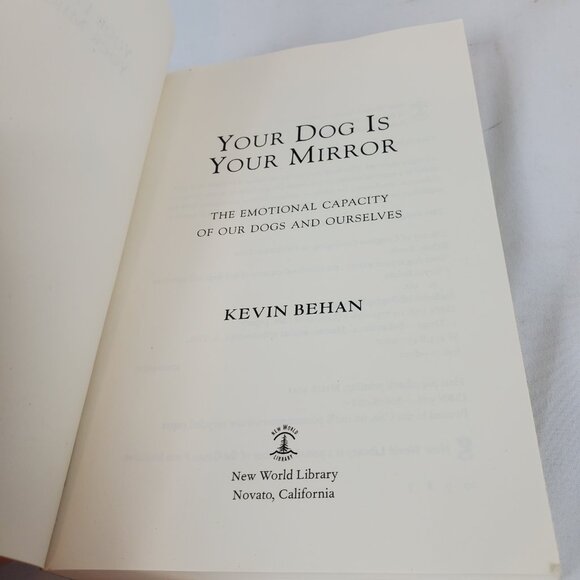 YOUR DOG IS
YOUR MIRROR
THE EMOTIONAL CAPACITY
OF OUR DOGS AND OURSELVES
KEVIN BEHAN
NEW WORLD
LIBRARY
New World Library
Novato, California